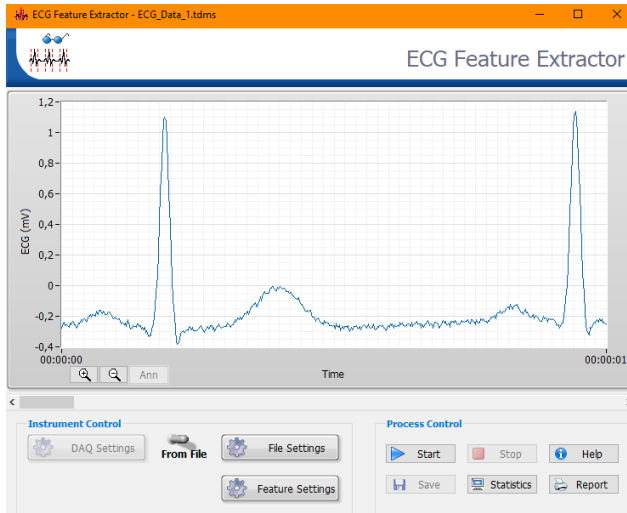 ECG Feature Extractor - ECG_Data_1.tdms
ECG Feature Extractor
1,2
1
0,8
0,6
0,4
0,2
0
-0,2
-0,4
ECG (mV)
00:00:00
00:00:01
Ann
Time
Instrument Control
DAQ Settings
From File
File Settings
Feature Settings
Process Control
Start
Stop
Help
Save
Statistics
Report